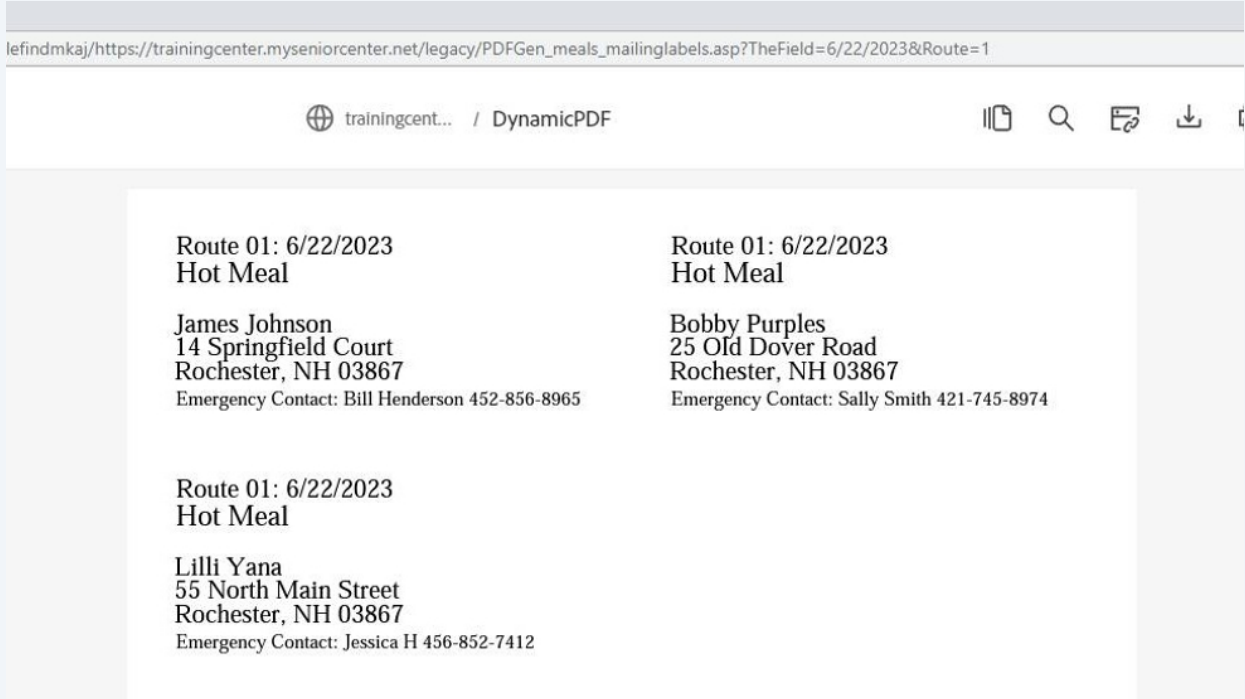 lefindmkaj/https://trainingcenter.myseniorcenter.net/legacy/PDFGen_meals_mailinglabels.asp?TheField=6/22/2023&Route=1
trainingcent... / DynamicPDF
Route 01: 6/22/2023
Hot Meal
James Johnson
14 Springfield Court
Rochester, NH 03867
Emergency Contact: Bill Henderson 452-856-8965
Route 01: 6/22/2023
Hot Meal
Bobby Purples
25 Old Dover Road
Rochester, NH 03867
Emergency Contact: Sally Smith 421-745-8974
Route 01: 6/22/2023
Hot Meal
Lilli Yana
55 North Main Street
Rochester, NH 03867
Emergency Contact: Jessica H 456-852-7412